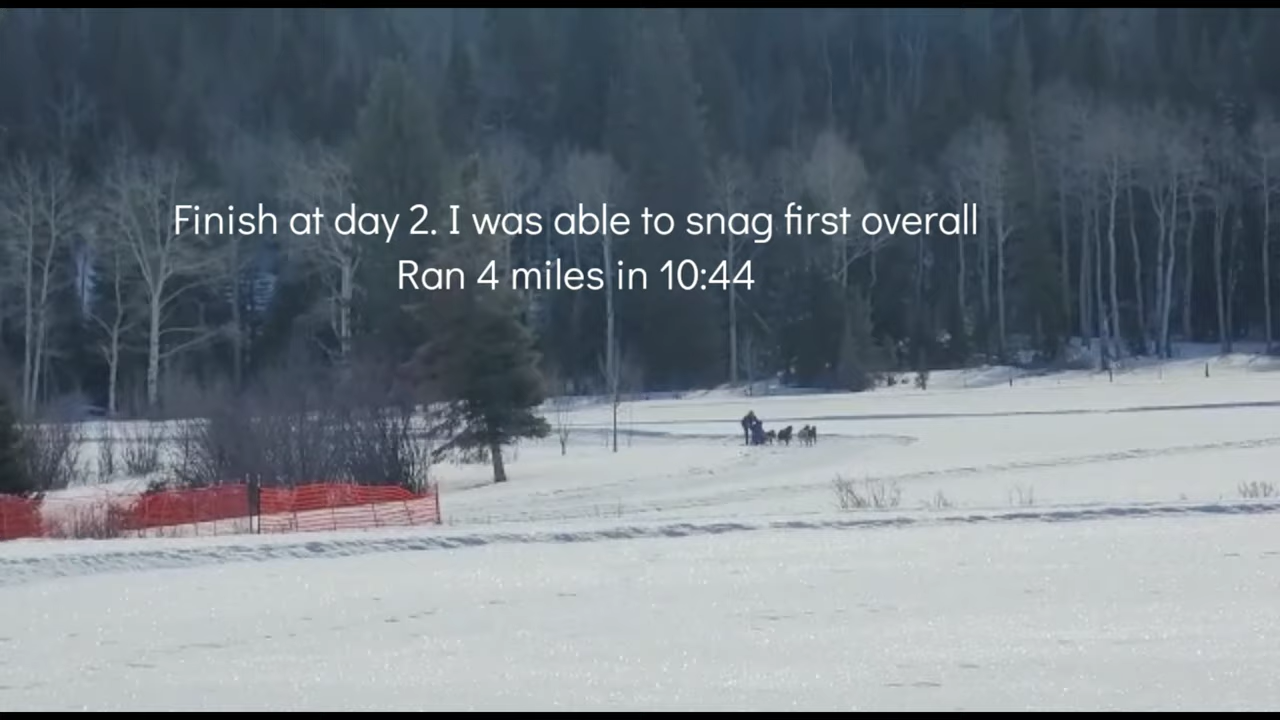 Finish at day 2. I was able to snag first overall
Ran 4 miles in 10:44